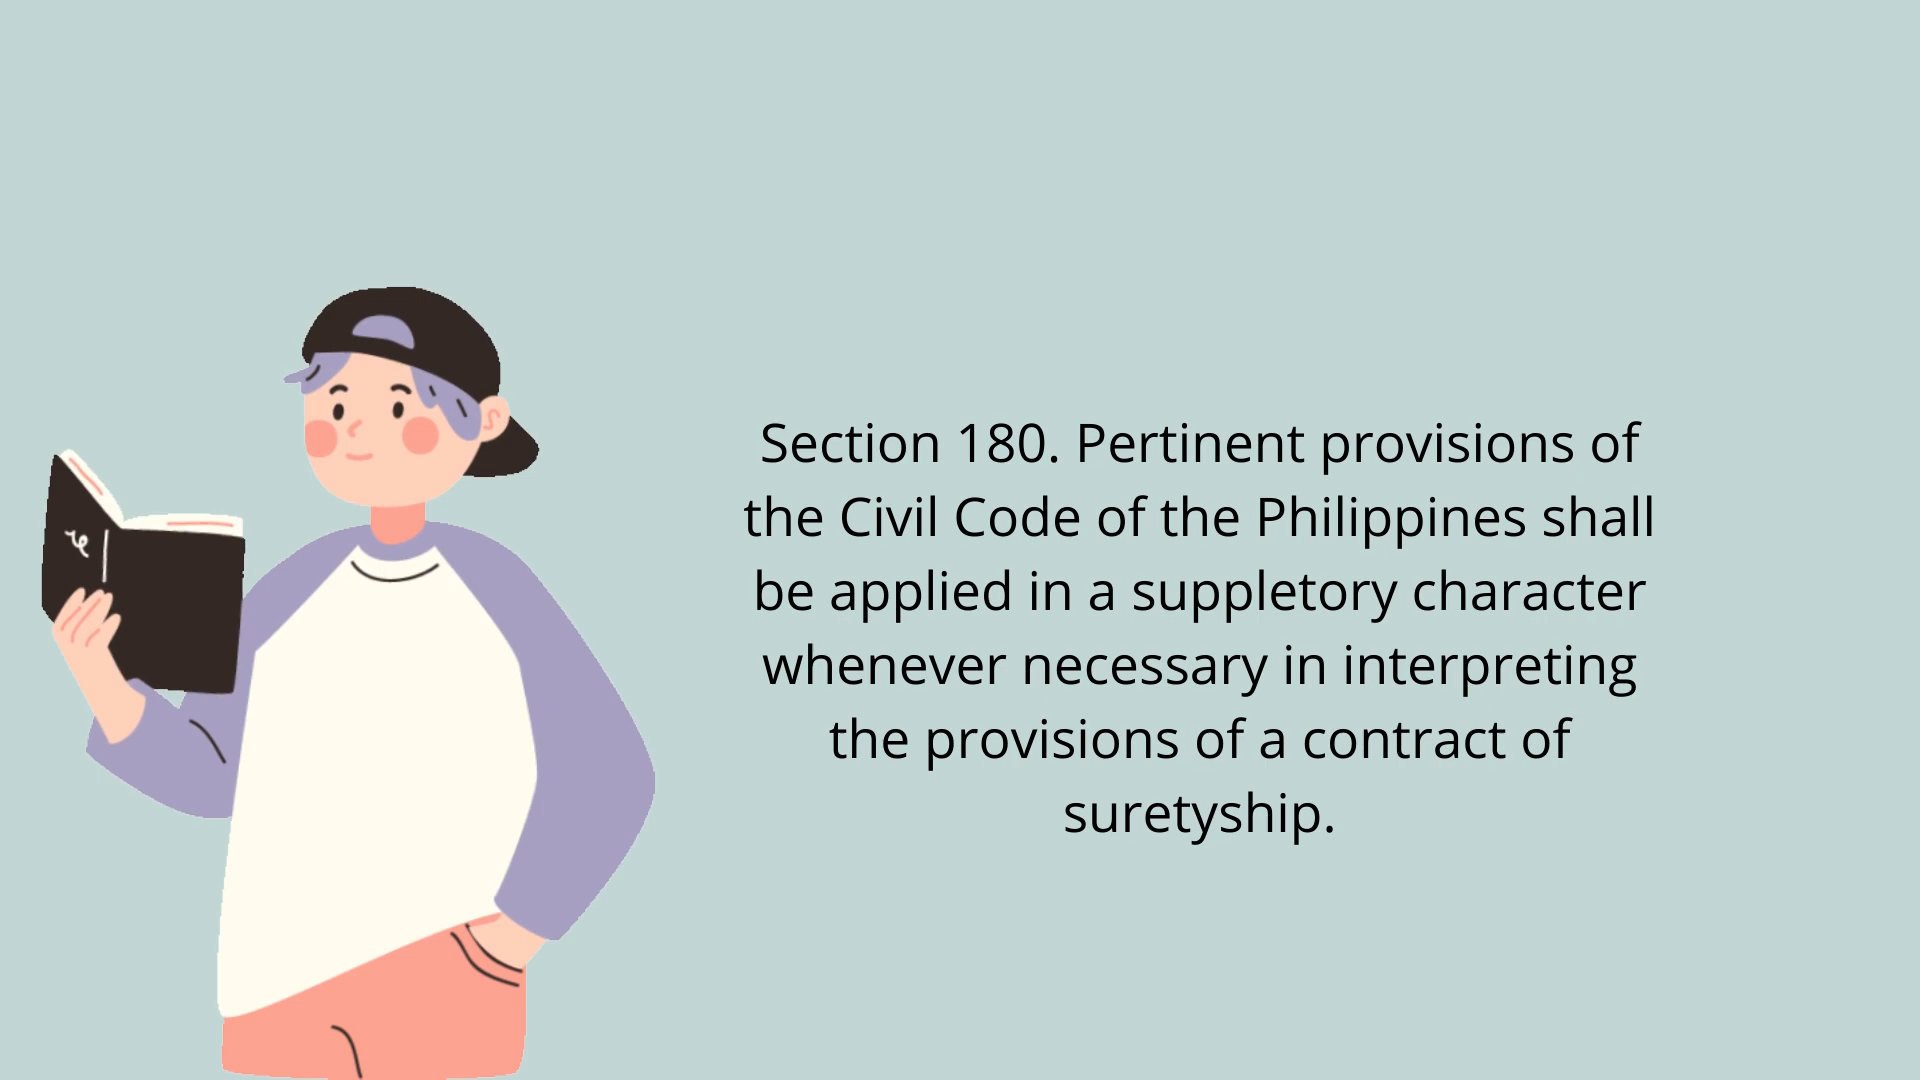 Section 180. Pertinent provisions of
the Civil Code of the Philippines shall
be applied in a suppletory character
whenever necessary in interpreting
the provisions of a contract of
suretyship.